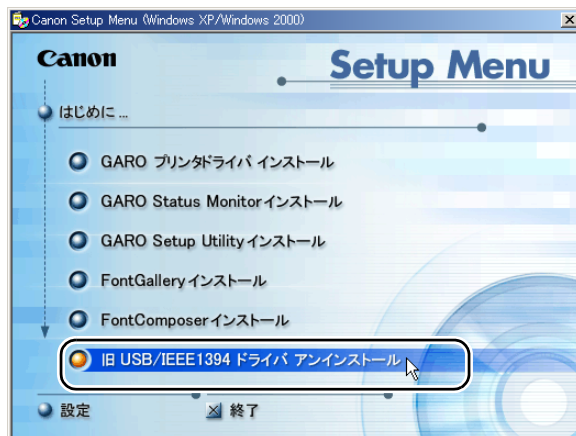 Canon Setup Menu (Windows XP/Windows 2000)
Canon
Setup Menu
はじめに ...
GARO プリンタドライバ インストール
GARO Status Monitorインストール
GARO Setup Utilityインストール
FontGalleryインストール
FontComposerインストール
旧 USB/IEEE1394 ドライバ アンインストール
設定
終了